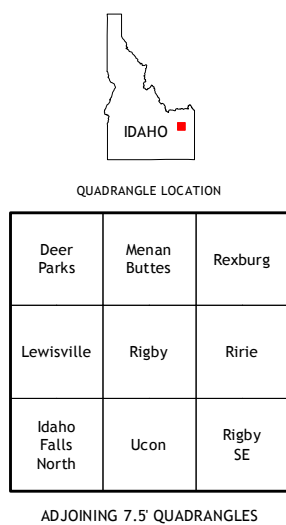 IDAHO
QUADRANGLE LOCATION
Deer
Parks
Menan
Buttes
Rexburg
Lewisville
Rigby
Ririe
Idaho
Falls
North
Ucon
Rigby
SE
ADJOINING 7.5' QUADRANGLES